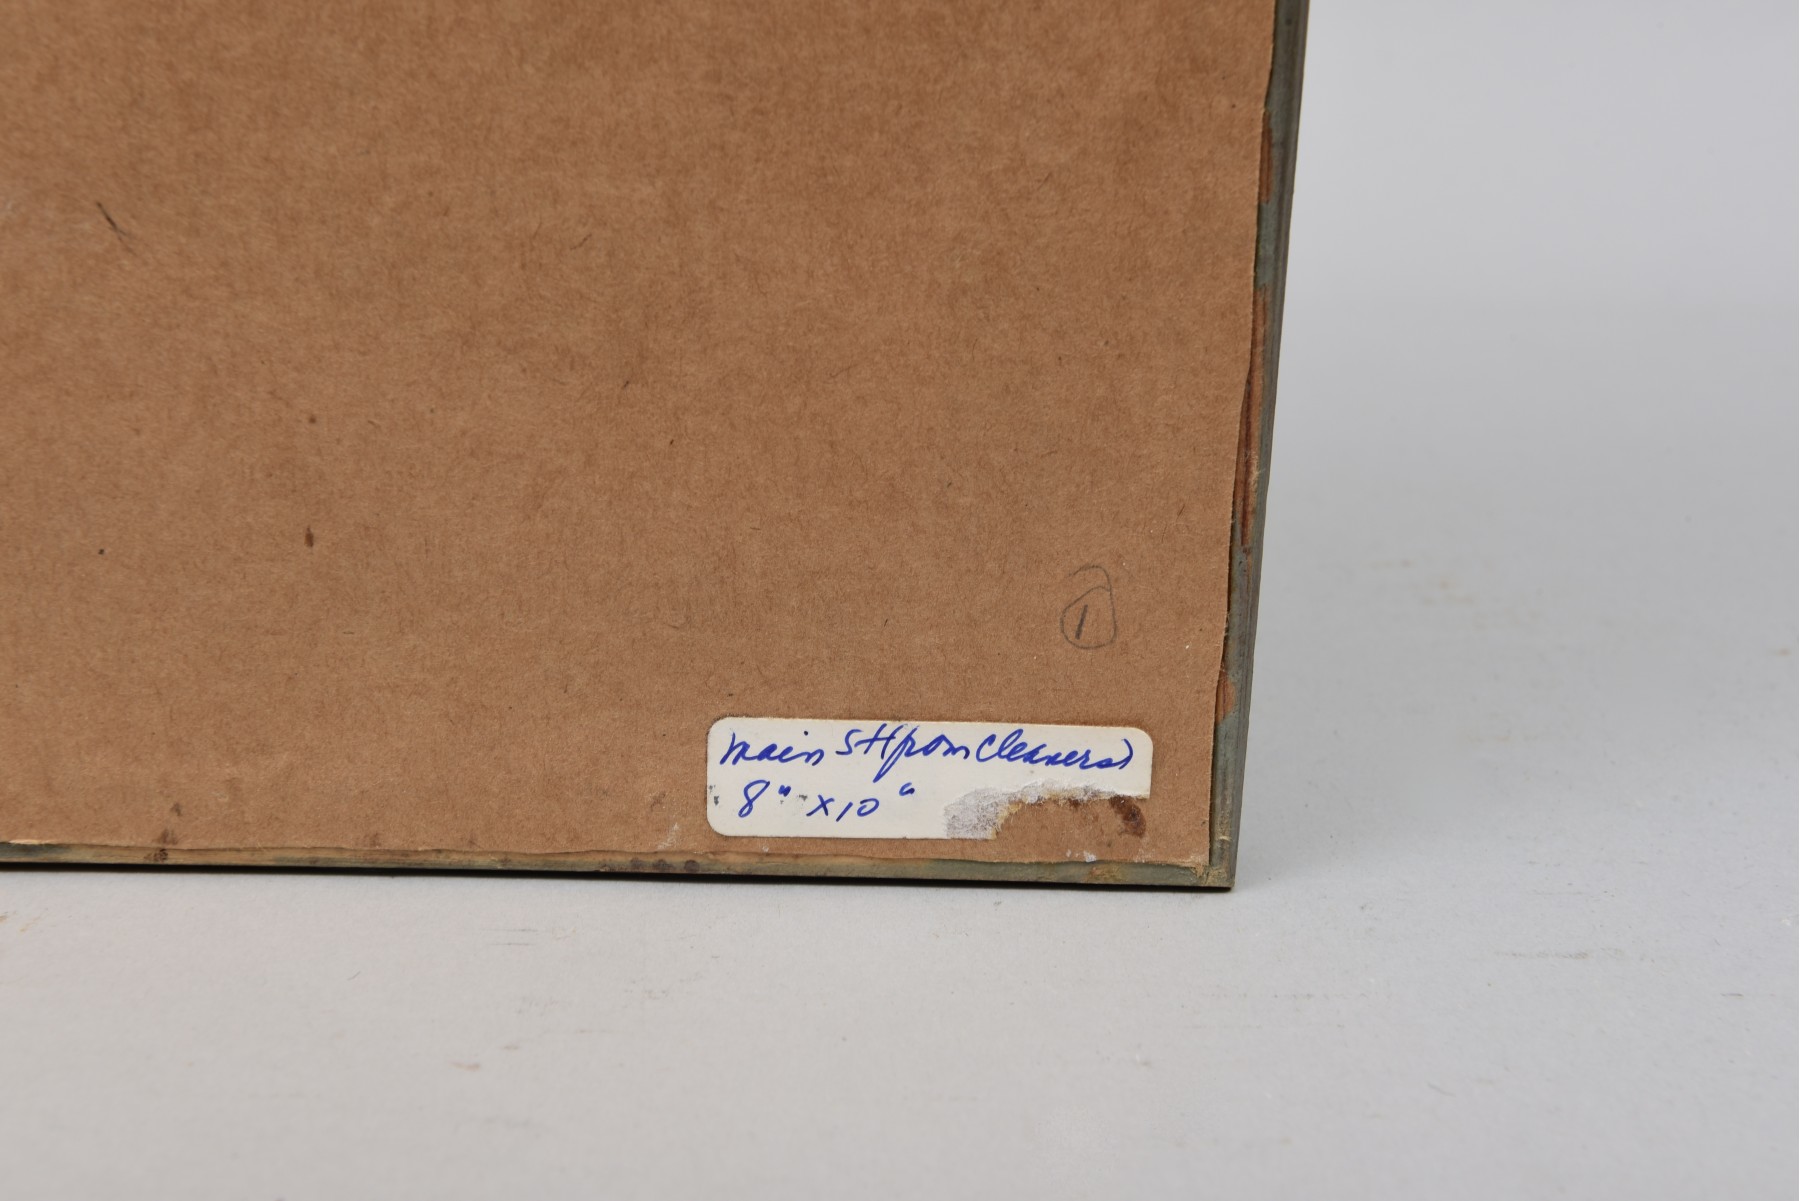 1
Main St (from cleaners)
8" x 10"